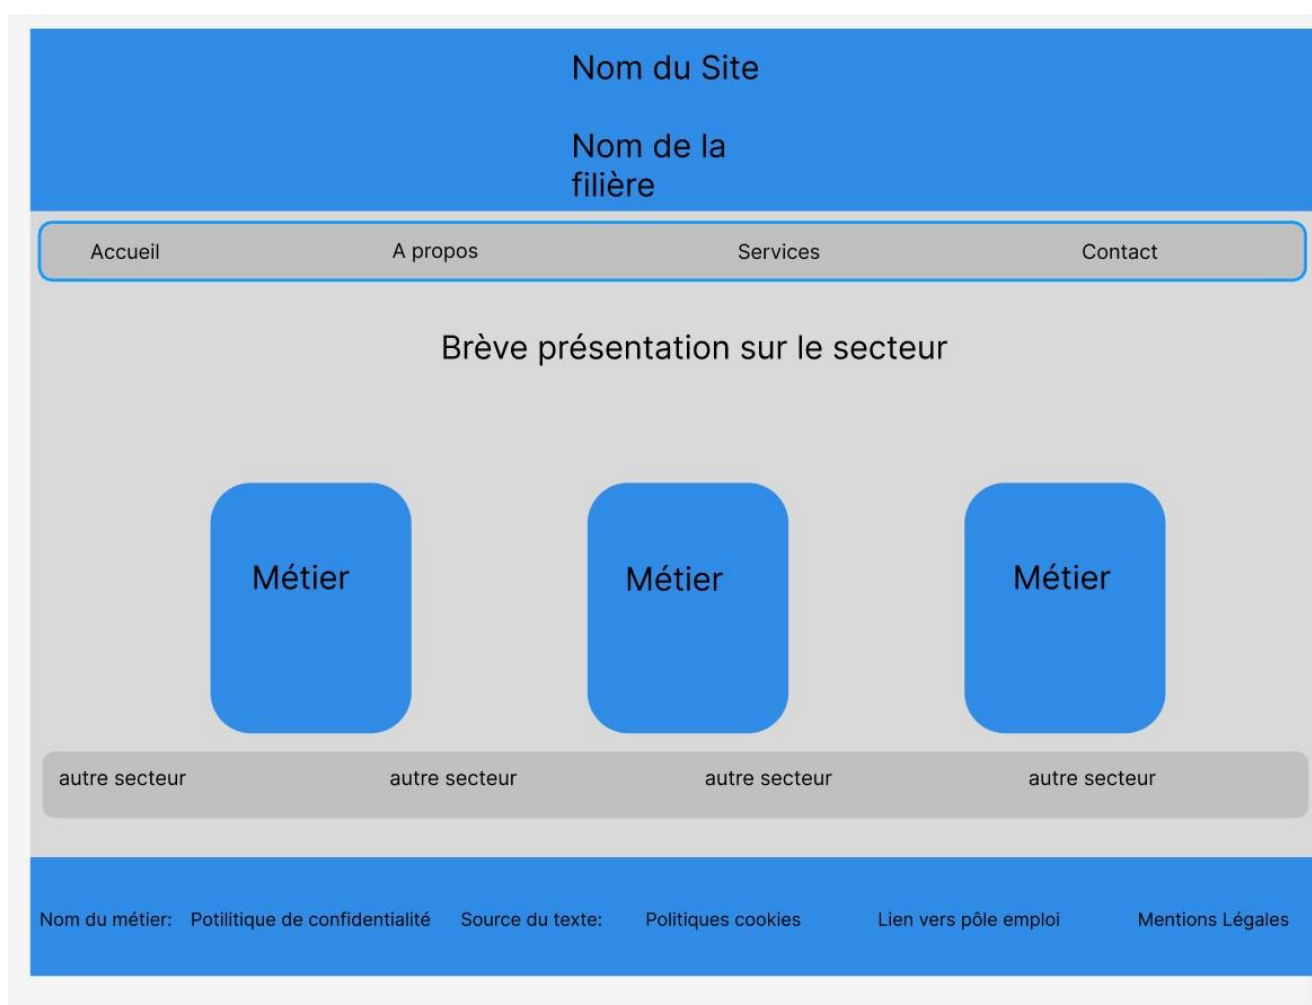 Nom du Site
Nom de la
filière
Accueil A propos Services Contact
Brève présentation sur le secteur
Métier Métier Métier
autre secteur autre secteur autre secteur autre secteur
Nom du métier: Potilitique de confidentialité Source du texte: Politiques cookies Lien vers pôle emploi Mentions Légales